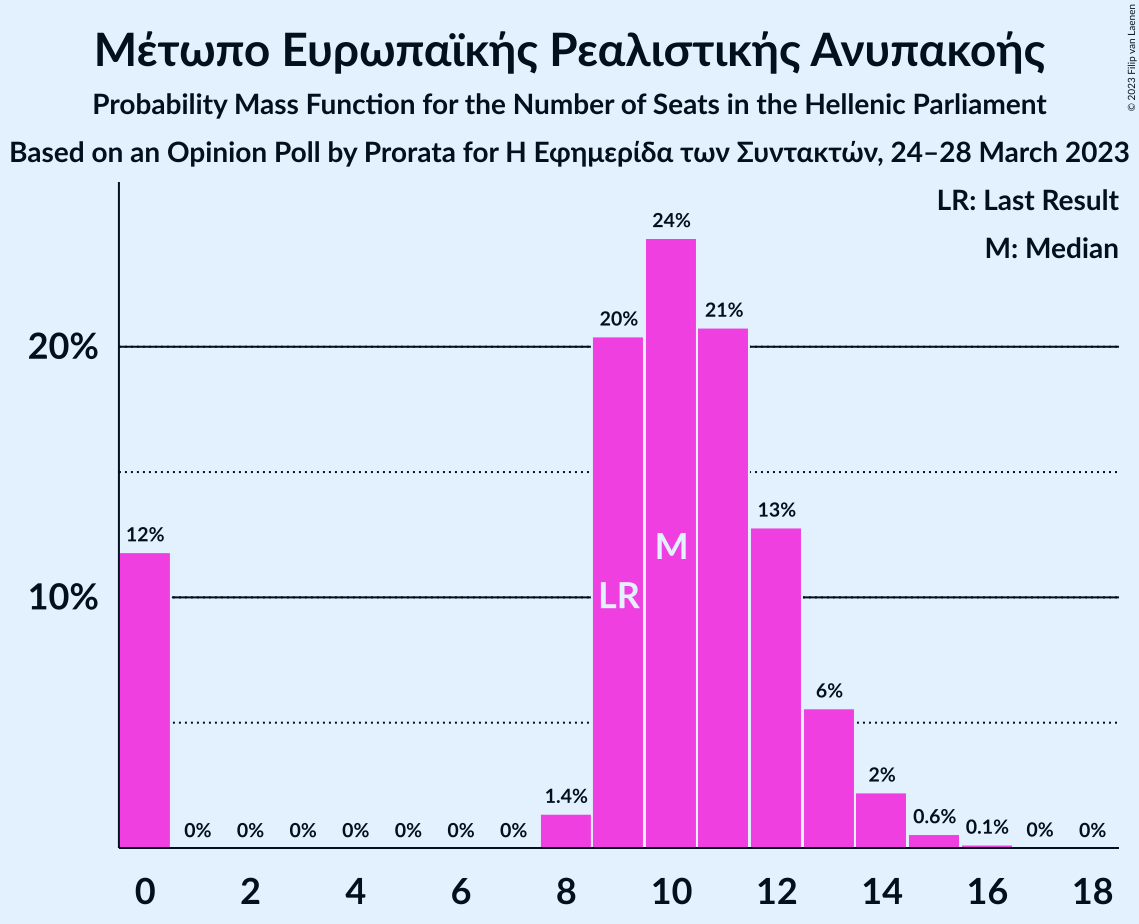 Μέτωπο Ευρωπαϊκής Ρεαλιστικής Ανυπακοής
Probability Mass Function for the Number of Seats in the Hellenic Parliament
Based on an Opinion Poll by Prorata for Η Εφημερίδα των Συντακτών, 24–28 March 2023
© 2023 Filip van Laenen
LR: Last Result
M: Median
24%
21%
20%
20%
13%
12%
M
LR
10%
6%
2%
1.4%
0.6%
0.1%
0% 0% 0% 0% 0% 0% 0% 0% 0%
0 2 4 6 8 10 12 14 16 18